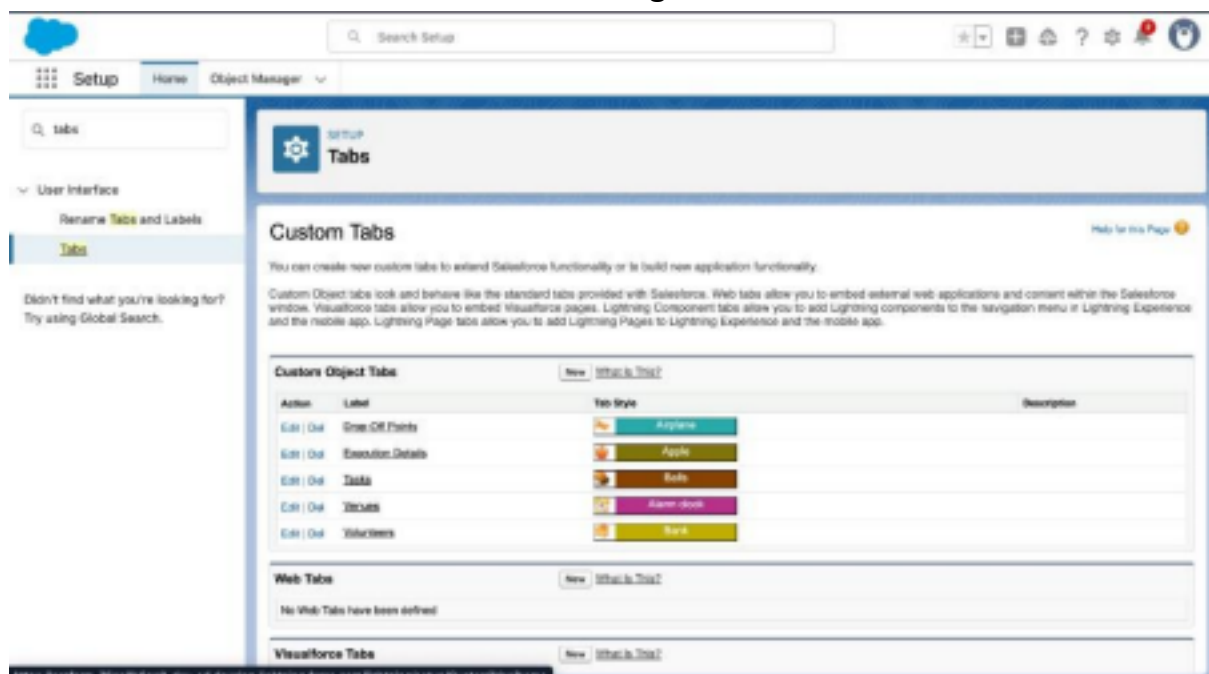 Search Setup
Setup Home Object Manager
tabs
SETUP
Tabs
User Interface
Rename Tabs and Labels
Tabs
Didn't find what you're looking for?
Try using Global Search.
Custom Tabs
Help for this Page
You can create new custom tabs to extend Salesforce functionality or to build new application functionality.
Custom Object tabs look and behave like the standard tabs provided with Salesforce. Web tabs allow you to embed external web applications and content within the Salesforce
window. Visualforce tabs allow you to embed Visualforce pages. Lightning Component tabs allow you to add Lightning components to the navigation menu in Lightning Experience
and the mobile app. Lightning Page tabs allow you to add Lightning Pages to Lightning Experience and the mobile app.
Custom Object Tabs New What Is This?
Action Label Tab Style Description
Edit | Del Drop Off Points Airplane
Edit | Del Execution Details Apple
Edit | Del Tasks Balls
Edit | Del Venues Alarm clock
Edit | Del Volunteers Bank
Web Tabs New What Is This?
No Web Tabs have been defined
Visualforce Tabs New What Is This?